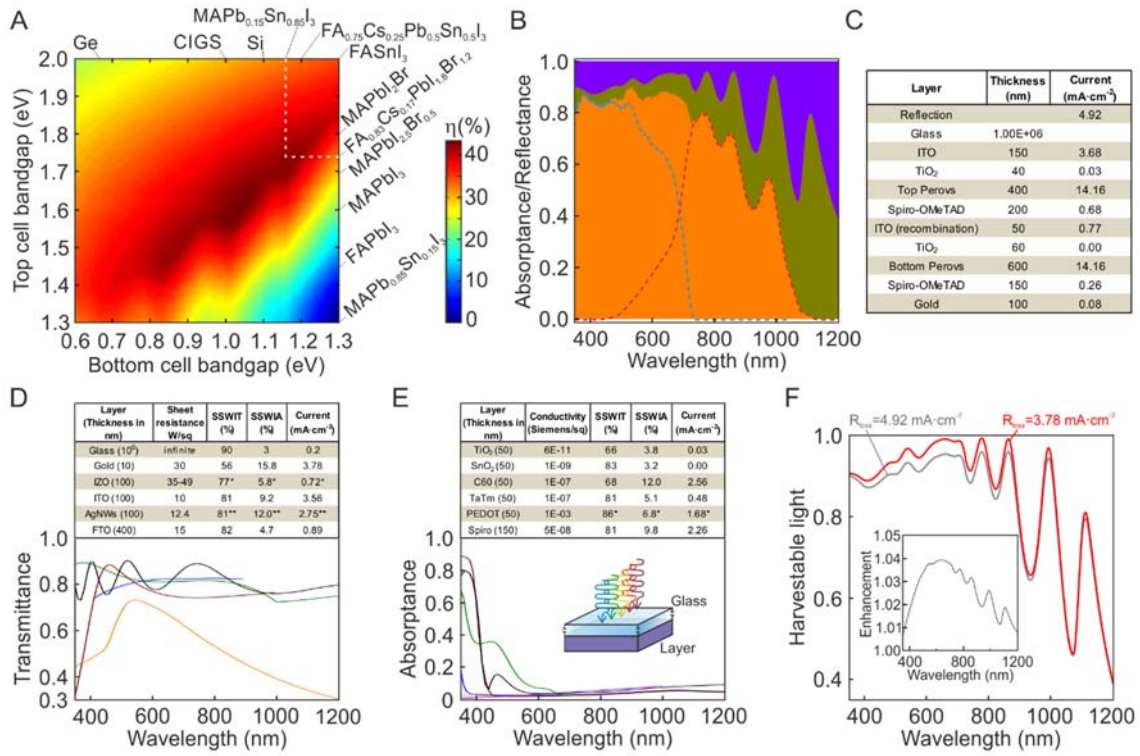 A
MAPb0.15Sn0.85I3
FA0.75Cs0.25Pb0.5Sn0.5I3
Ge
CIGS
Si
FASnI3
2.0
1.9
1.8
1.7
1.6
1.5
1.4
1.3
Top cell bandgap (eV)
0.6 0.7 0.8 0.9 1.0 1.1 1.2 1.3
Bottom cell bandgap (eV)
MAPbI2Br
FA0.83Cs0.17PbI1.8Br1.2
MAPbI2.5Br0.5
MAPbI3
FAPbI3
MAPb0.85Sn0.15I3
η(%)
40
30
20
10
0
B
1.0
0.8
0.6
0.4
0.2
0.0
Absorptance/Reflectance
400 600 800 1000 1200
Wavelength (nm)
C
Layer Thickness (nm) Current (mA·cm-2)
Reflection 4.92
Glass 1.00E+06
ITO 150 3.68
TiO2 40 0.03
Top Perovs 400 14.16
Spiro-OMeTAD 200 0.68
ITO (recombination) 50 0.77
TiO2 60 0.00
Bottom Perovs 600 14.16
Spiro-OMeTAD 150 0.26
Gold 100 0.08
D
Layer (Thickness in nm) Sheet resistance W/sq SSWIT (%) SSWIA (%) Current (mA·cm-2)
Glass (10^6) infinite 90 3 0.2
Gold (10) 30 56 15.8 3.78
IZO (100) 35-49 77* 5.8* 0.72*
ITO (100) 10 81 9.2 3.56
AgNWs (100) 12.4 81** 12.0** 2.75**
FTO (400) 15 82 4.7 0.89
1.0
0.9
0.8
0.7
0.6
0.5
0.4
0.3
Transmittance
400 600 800 1000 1200
Wavelength (nm)
E
Layer (Thickness in nm) Conductivity (Siemens/sq) SSWIT (%) SSWIA (%) Current (mA·cm-2)
TiO2 (50) 6E-11 66 3.8 0.03
SnO2 (50) 1E-09 83 3.2 0.00
C60 (50) 1E-07 68 12.0 2.56
TaTm (50) 1E-07 81 5.1 0.48
PEDOT (50) 1E-03 86* 6.8* 1.68*
Spiro (150) 5E-08 81 9.8 2.26
1.0
0.8
0.6
0.4
0.2
0
Absorptance
Glass
Layer
400 600 800 1000 1200
Wavelength (nm)
F
Rloss=4.92 mA·cm-2
Rloss=3.78 mA·cm-2
1.0
0.8
0.6
0.4
Harvestable light
1.05
1.04
1.03
1.02
1.01
1.00
Enhancement
400 800 1200
Wavelength (nm)
400 600 800 1000 1200
Wavelength (nm)